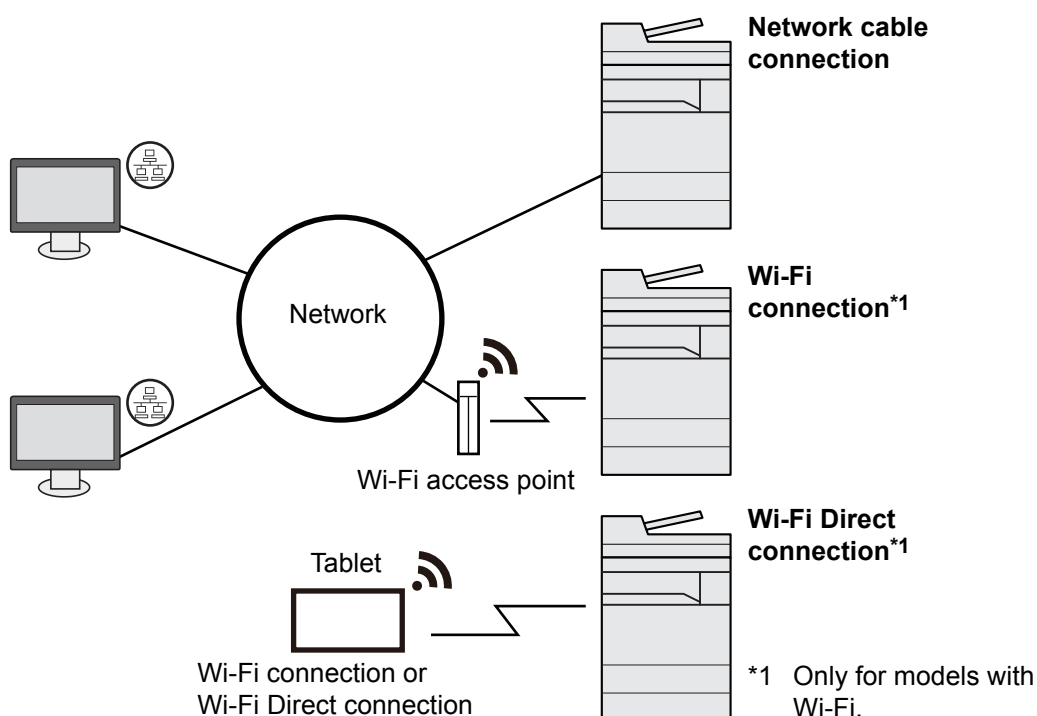 Network cable
connection
Wi-Fi
connection*1
Network
Wi-Fi access point
Wi-Fi Direct
connection*1
Tablet
Wi-Fi connection or
Wi-Fi Direct connection
*1 Only for models with
Wi-Fi.